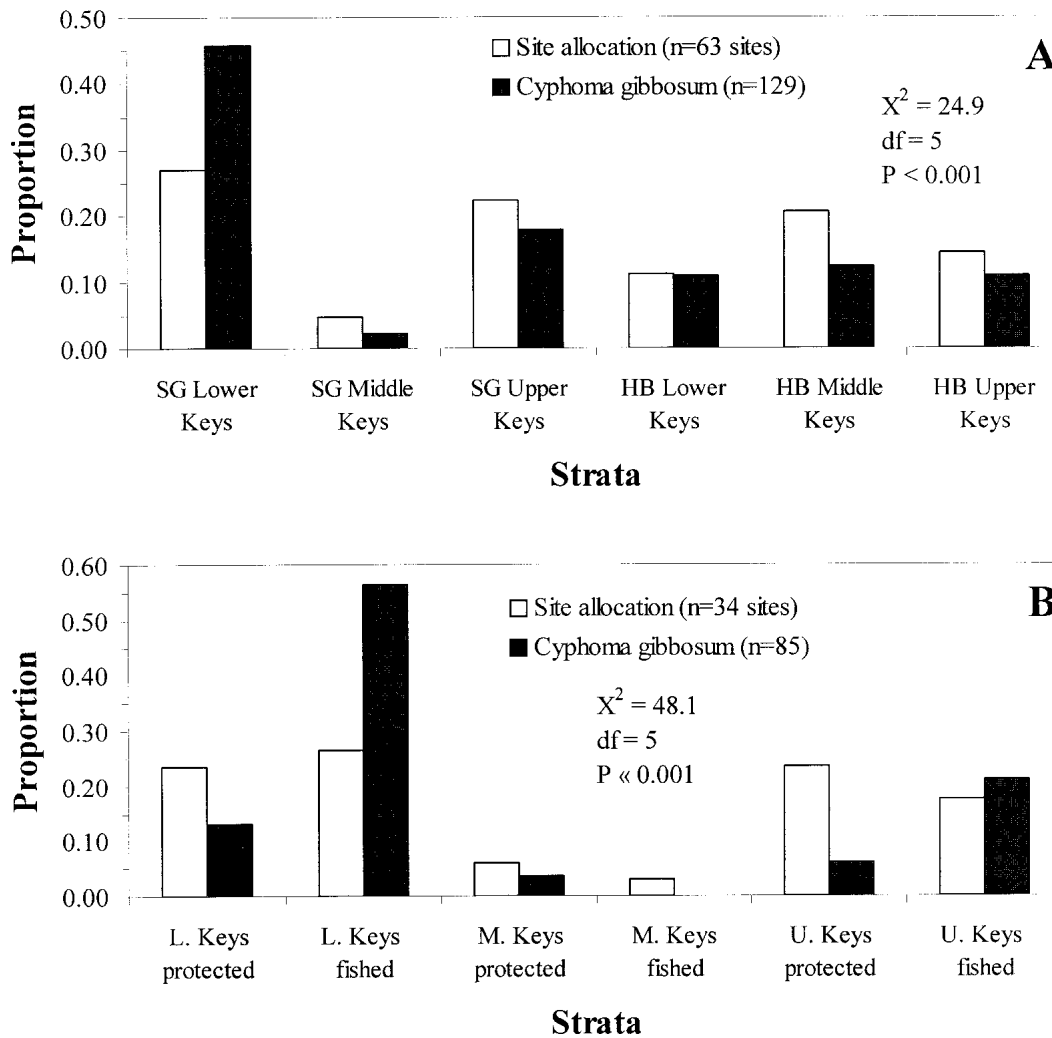 A
Site allocation (n=63 sites)
Cyphoma gibbosum (n=129)
X² = 24.9
df = 5
P < 0.001
Proportion
0.50
0.40
0.30
0.20
0.10
0.00
SG Lower Keys
SG Middle Keys
SG Upper Keys
HB Lower Keys
HB Middle Keys
HB Upper Keys
Strata
B
Site allocation (n=34 sites)
Cyphoma gibbosum (n=85)
X² = 48.1
df = 5
P « 0.001
Proportion
0.60
0.50
0.40
0.30
0.20
0.10
0.00
L. Keys protected
L. Keys fished
M. Keys protected
M. Keys fished
U. Keys protected
U. Keys fished
Strata